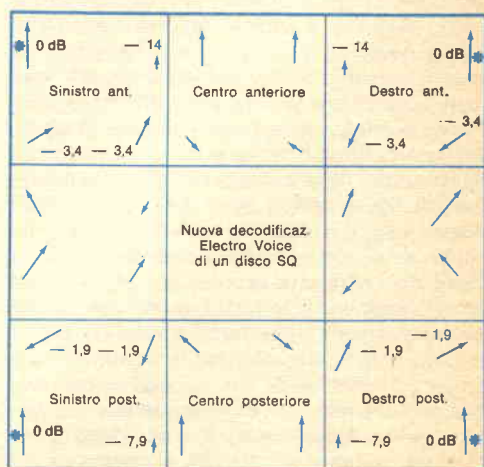 0 dB
— 14
Sinistro ant.
— 3,4 — 3,4
Centro anteriore
— 14
0 dB
Destro ant.
— 3,4
— 3,4
Nuova decodificaz.
Electro Voice
di un disco SQ
— 1,9 — 1,9
Sinistro post.
0 dB
— 7,9
Centro posteriore
— 1,9
— 1,9
Destro post.
— 7,9
0 dB